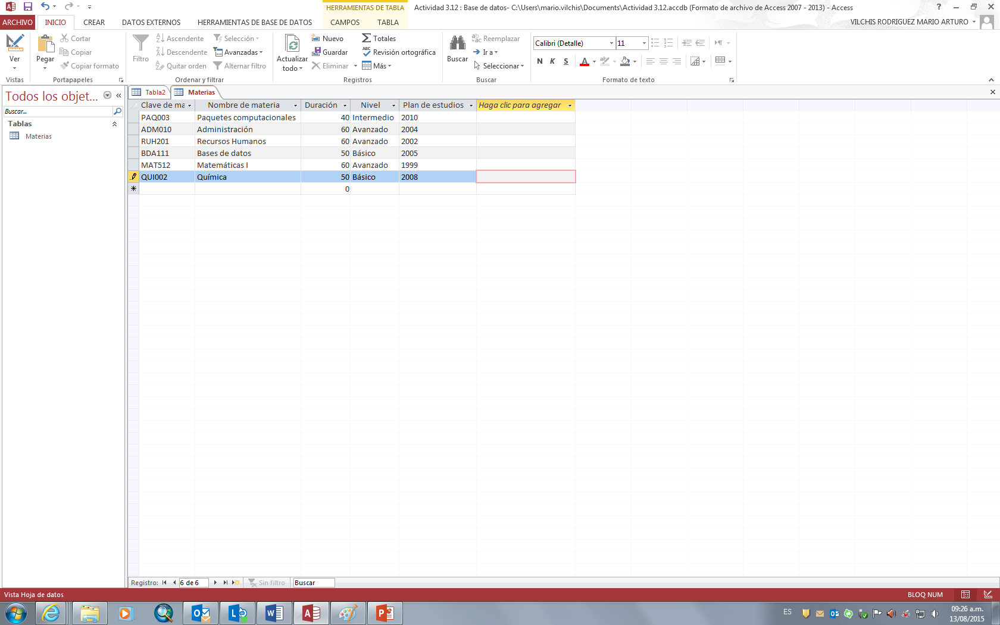 HERRAMIENTAS DE TABLA
Actividad 3.12 : Base de datos- C:\Users\mario.vilchis\Documents\Actividad 3.12.accdb (Formato de archivo de Access 2007 - 2013) - Access
ARCHIVO INICIO CREAR DATOS EXTERNOS HERRAMIENTAS DE BASE DE DATOS CAMPOS TABLA VILCHIS RODRIGUEZ MARIO ARTURO
Ver
Vistas
Pegar
Cortar
Copiar
Copiar formato
Portapapeles
Filtro
Ascendente
Descendente
Quitar orden
Selección
Avanzadas
Alternar filtro
Ordenar y filtrar
Actualizar
todo
Nuevo
Guardar
Eliminar
Totales
Revisión ortográfica
Más
Registros
Buscar
Reemplazar
Ir a
Seleccionar
Buscar
Calibri (Detalle) 11
N K S A
Formato de texto
Todos los objet...
Buscar...
Tablas
Materias
Tabla2 Materias
Clave de ma Nombre de materia Duración Nivel Plan de estudios Haga clic para agregar
PAQ003 Paquetes computacionales 40 Intermedio 2010
ADM010 Administración 60 Avanzado 2004
RUH201 Recursos Humanos 60 Avanzado 2002
BDA111 Bases de datos 50 Básico 2005
MAT512 Matemáticas I 60 Avanzado 1999
QUI002 Química 50 Básico 2008
0
Registro: 6 de 6 Sin filtro Buscar
Vista Hoja de datos BLOQ NUM
ES
09:26 a.m.
13/08/2015